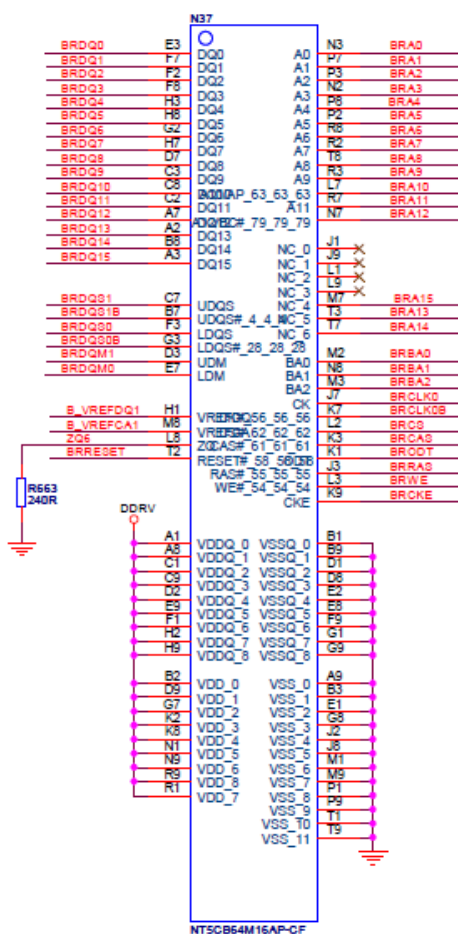 N37
BRDQ0 E3 DQ0 A0 N3 BRA0
BRDQ1 F7 DQ1 A1 P7 BRA1
BRDQ2 F2 DQ2 A2 P3 BRA2
BRDQ3 F8 DQ3 A3 N2 BRA3
BRDQ4 H3 DQ4 A4 P8 BRA4
BRDQ5 H8 DQ5 A5 P2 BRA5
BRDQ6 G2 DQ6 A6 R8 BRA6
BRDQ7 H7 DQ7 A7 R2 BRA7
BRDQ8 D7 DQ8 A8 T8 BRA8
BRDQ9 C3 DQ9 A9 R3 BRA9
BRDQ10 C8 L7 BRA10
BRDQ11 C2 DQ11 A11 R7 BRA11
BRDQ12 A7 N7 BRA12
BRDQ13 A2 DQ13
BRDQ14 B8 DQ14 NC_0 J1
BRDQ15 A3 DQ15 NC_1 J9
NC_2 L1
NC_3 L9
BRDQS1 C7 UDQS NC_4 M7 BRA15
BRDQS1B B7 NC_5 T3 BRA13
BRDQS0 F3 LDQS NC_6 T7 BRA14
BRDQS0B G3 LDQS#_28_28_28
BRDQM1 D3 UDM BA0 M2 BRBA0
BRDQM0 E7 LDM BA1 N8 BRBA1
BA2 M3 BRBA2
CK J7 BRCLK0
B_VREFDQ1 H1 K7 BRCLK0B
B_VREFCA1 M8 L2 BRCS
ZQ6 L8 CAS#_61_61_61 K3 BRCAS
BRRESET T2 K1 BRODT
RAS#_55_55_55 J3 BRRAS
WE#_54_54_54 L3 BRWE
CKE K9 BRCKE
R663
240R
DDRV
A1 VDDQ_0 VSSQ_0 B1
A8 VDDQ_1 VSSQ_1 B9
C1 VDDQ_2 VSSQ_2 D1
C9 VDDQ_3 VSSQ_3 D8
D2 VDDQ_4 VSSQ_4 E2
E9 VDDQ_5 VSSQ_5 E8
F1 VDDQ_6 VSSQ_6 F9
H2 VDDQ_7 VSSQ_7 G1
H9 VDDQ_8 VSSQ_8 G9
B2 VDD_0 VSS_0 A9
D9 VDD_1 VSS_1 B3
G7 VDD_2 VSS_2 E1
K2 VDD_3 VSS_3 G8
K8 VDD_4 VSS_4 J2
N1 VDD_5 VSS_5 J8
N9 VDD_6 VSS_6 M1
R9 VDD_7 VSS_7 M9
R1 VSS_8 P1
VSS_9 P9
VSS_10 T1
VSS_11 T9
NT5CB64M16AP-CF